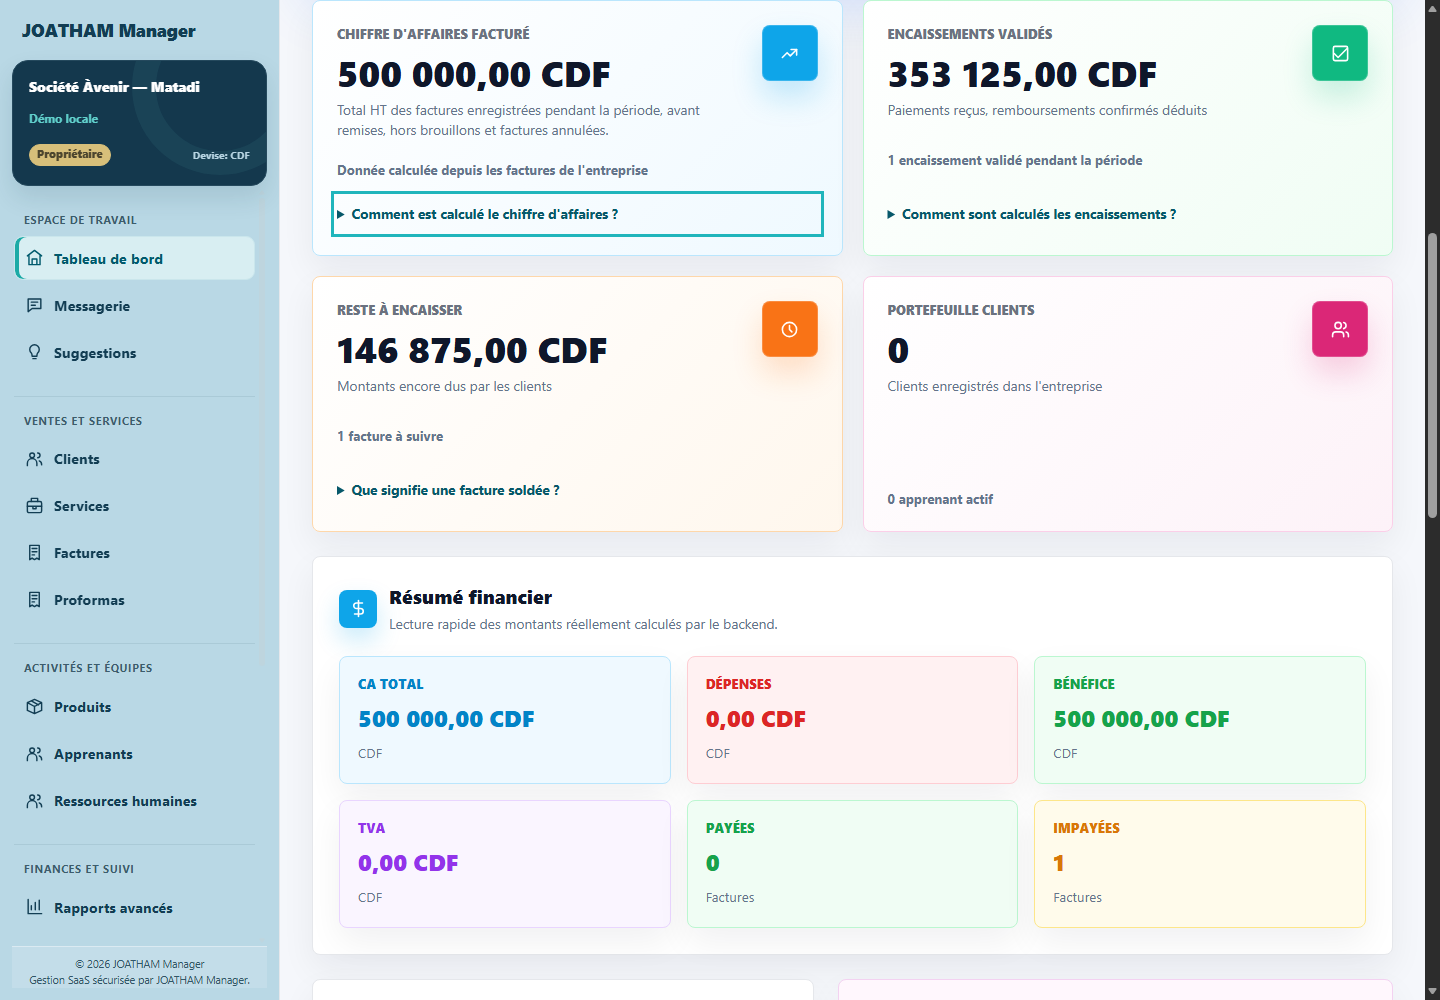 JOATHAM Manager
Société Àvenir — Matadi
Démo locale
Propriétaire
Devise: CDF
ESPACE DE TRAVAIL
Tableau de bord
Messagerie
Suggestions
VENTES ET SERVICES
Clients
Services
Factures
Proformas
ACTIVITÉS ET ÉQUIPES
Produits
Apprenants
Ressources humaines
FINANCES ET SUIVI
Rapports avancés
© 2026 JOATHAM Manager
Gestion SaaS sécurisée par JOATHAM Manager.
CHIFFRE D'AFFAIRES FACTURÉ
500 000,00 CDF
Total HT des factures enregistrées pendant la période, avant
remises, hors brouillons et factures annulées.
Donnée calculée depuis les factures de l'entreprise
Comment est calculé le chiffre d'affaires ?
ENCAISSEMENTS VALIDÉS
353 125,00 CDF
Paiements reçus, remboursements confirmés déduits
1 encaissement validé pendant la période
Comment sont calculés les encaissements ?
RESTE À ENCAISSER
146 875,00 CDF
Montants encore dus par les clients
1 facture à suivre
Que signifie une facture soldée ?
PORTEFEUILLE CLIENTS
0
Clients enregistrés dans l'entreprise
0 apprenant actif
Résumé financier
Lecture rapide des montants réellement calculés par le backend.
CA TOTAL
500 000,00 CDF
CDF
DÉPENSES
0,00 CDF
CDF
BÉNÉFICE
500 000,00 CDF
CDF
TVA
0,00 CDF
CDF
PAYÉES
0
Factures
IMPAYÉES
1
Factures